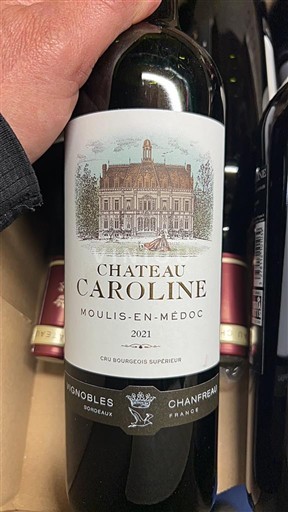 CHATEAU
CAROLINE
MOULIS-EN-MÉDOC
2021
CRU BOURGEOIS SUPÉRIEUR
VIGNOBLES CHANFREAU
BORDEAUX FRANCE